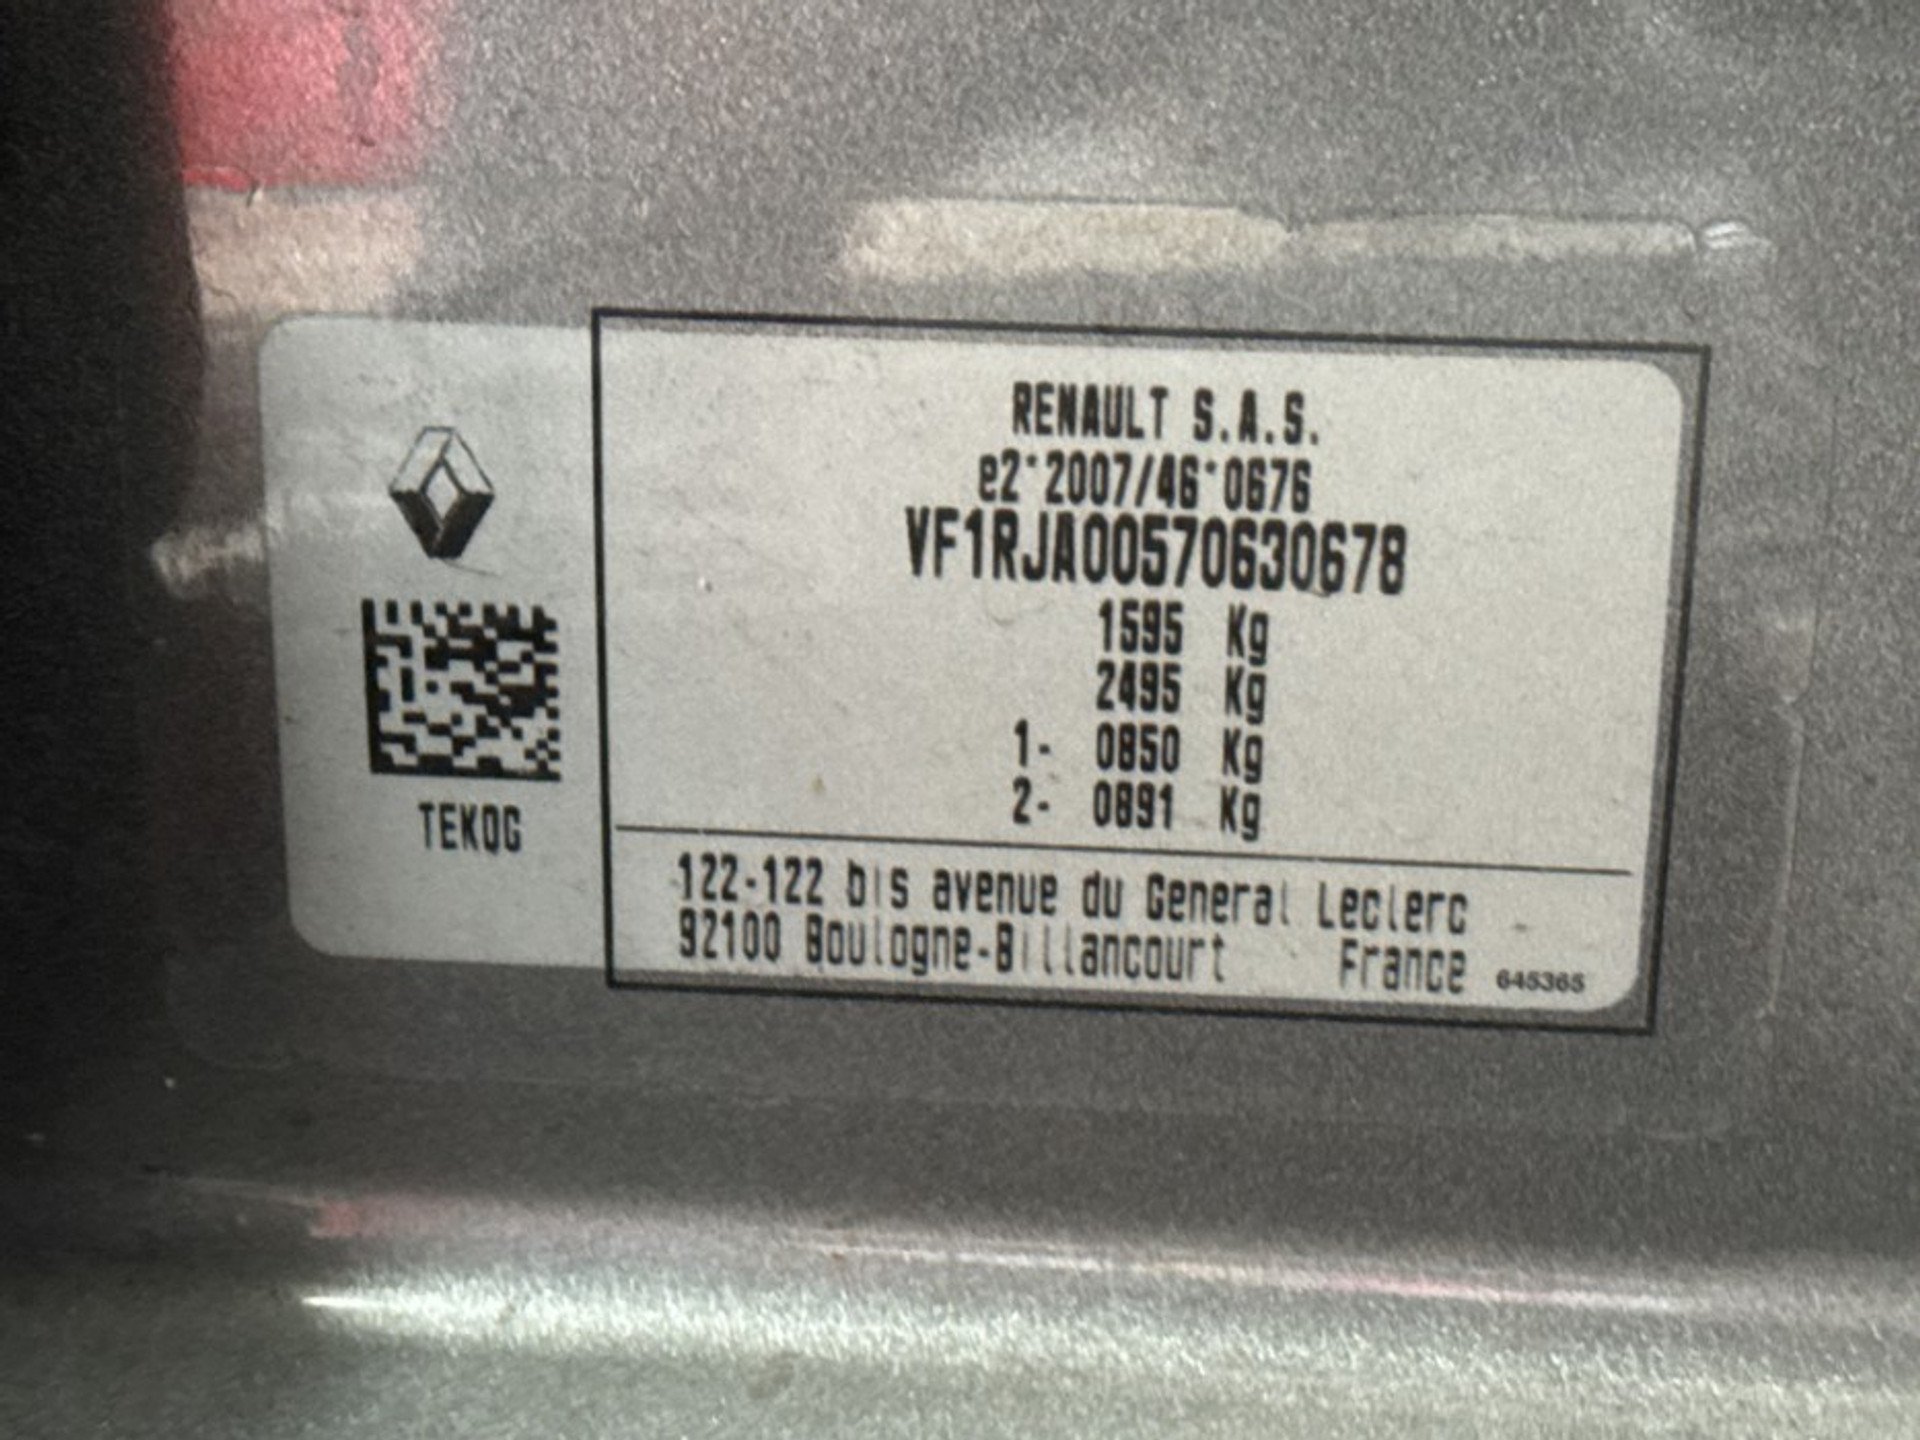 RENAULT S.A.S.
e2*2007/46*0676
VF1RJA00570630678
1595 Kg
2495 Kg
1- 0850 Kg
2- 0891 Kg
TEKQG
122-122 bis avenue du General Leclerc
92100 Boulogne-Billancourt France 645365